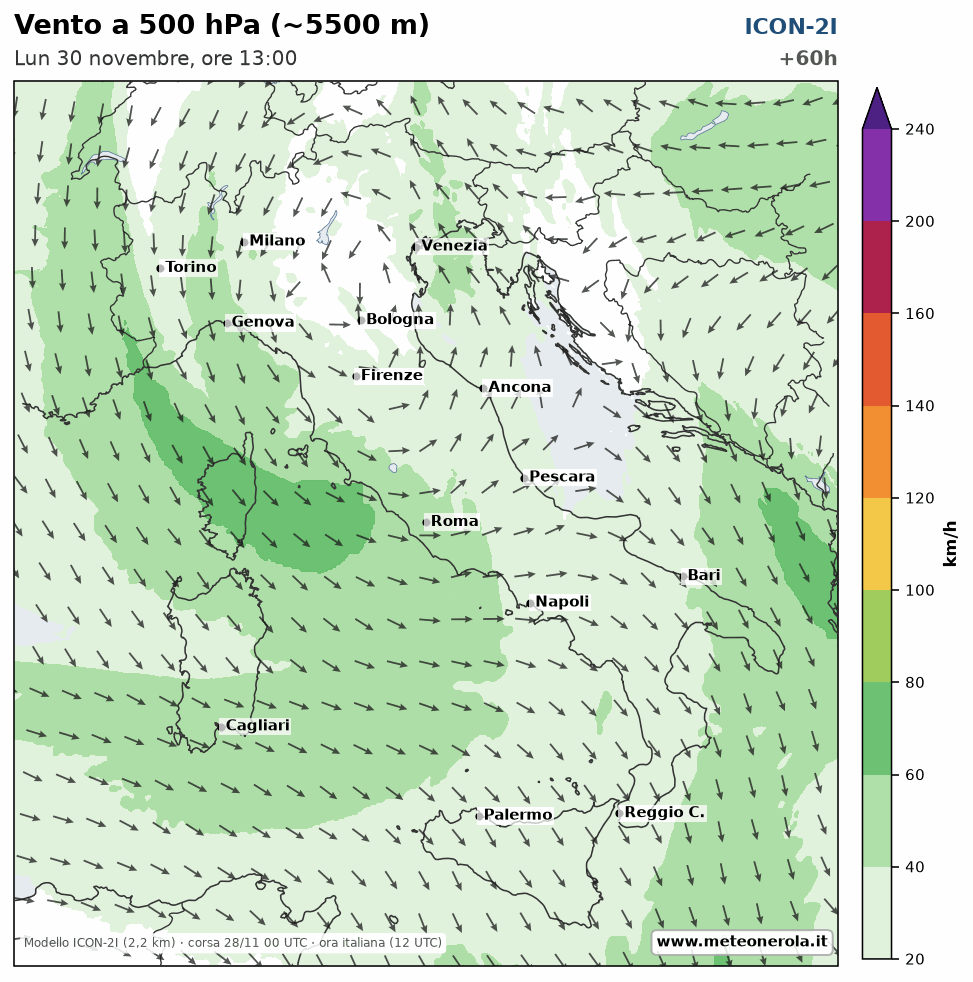 Vento a 500 hPa (~5500 m)
ICON-2I
Lun 30 novembre, ore 13:00
+60h
Milano
Venezia
Torino
Genova
Bologna
Firenze
Ancona
Pescara
Roma
Bari
Napoli
Cagliari
Palermo
Reggio C.
240
200
160
140
120
100
80
60
40
20
km/h
Modello ICON-2I (2,2 km) · corsa 28/11 00 UTC · ora italiana (12 UTC)
www.meteonerola.it